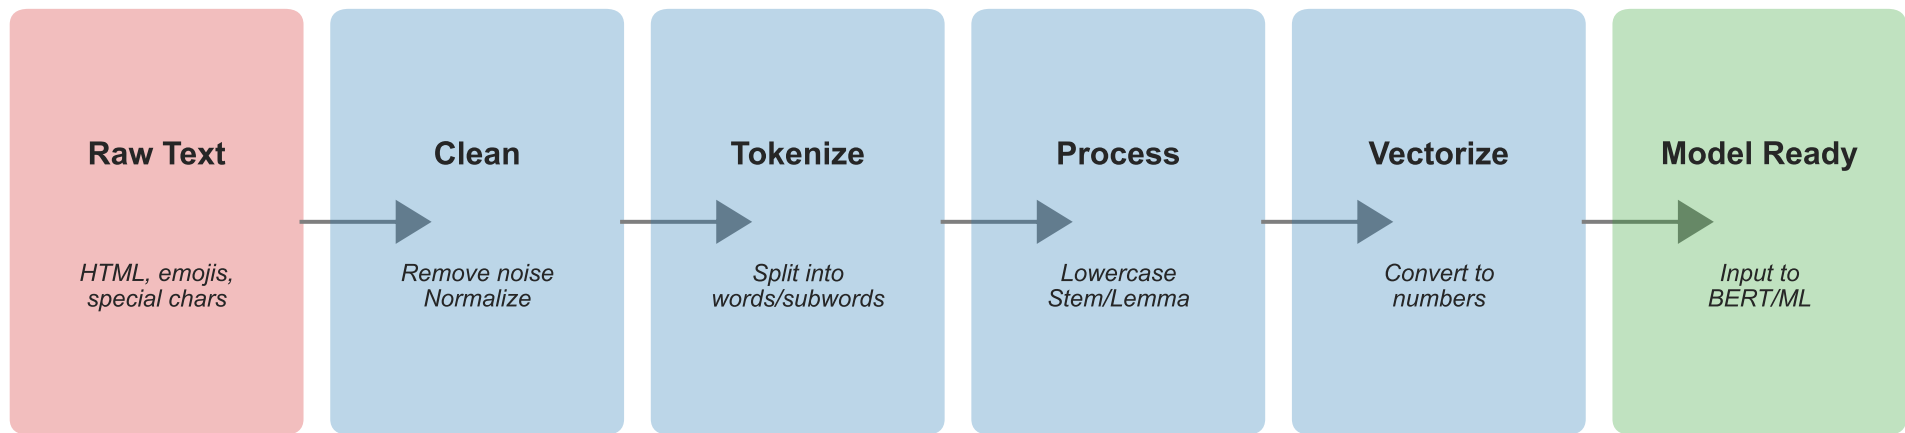 Raw Text
HTML, emojis,
special chars
Clean
Remove noise
Normalize
Tokenize
Split into
words/subwords
Process
Lowercase
Stem/Lemma
Vectorize
Convert to
numbers
Model Ready
Input to
BERT/ML